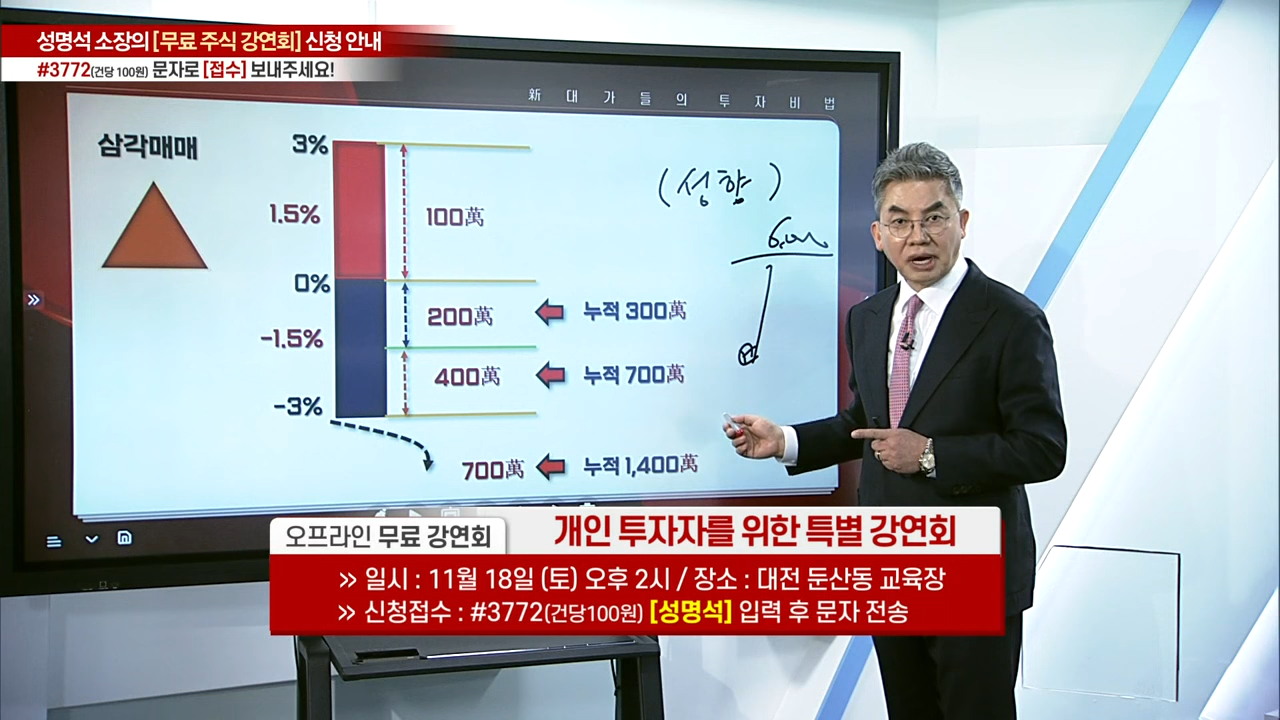 성명석 소장의 [무료 주식 강연회] 신청 안내
#3772(건당 100원) 문자로 [접수] 보내주세요!
新 대가들의 투자비법
삼각매매
3%
1.5%
100萬
0%
200萬
누적 300萬
-1.5%
400萬
누적 700萬
-3%
700萬
누적 1,400萬
(성향)
오프라인 무료 강연회
개인 투자자를 위한 특별 강연회
» 일시 : 11월 18일 (토) 오후 2시 / 장소 : 대전 둔산동 교육장
» 신청접수 : #3772(건당100원) [성명석] 입력 후 문자 전송